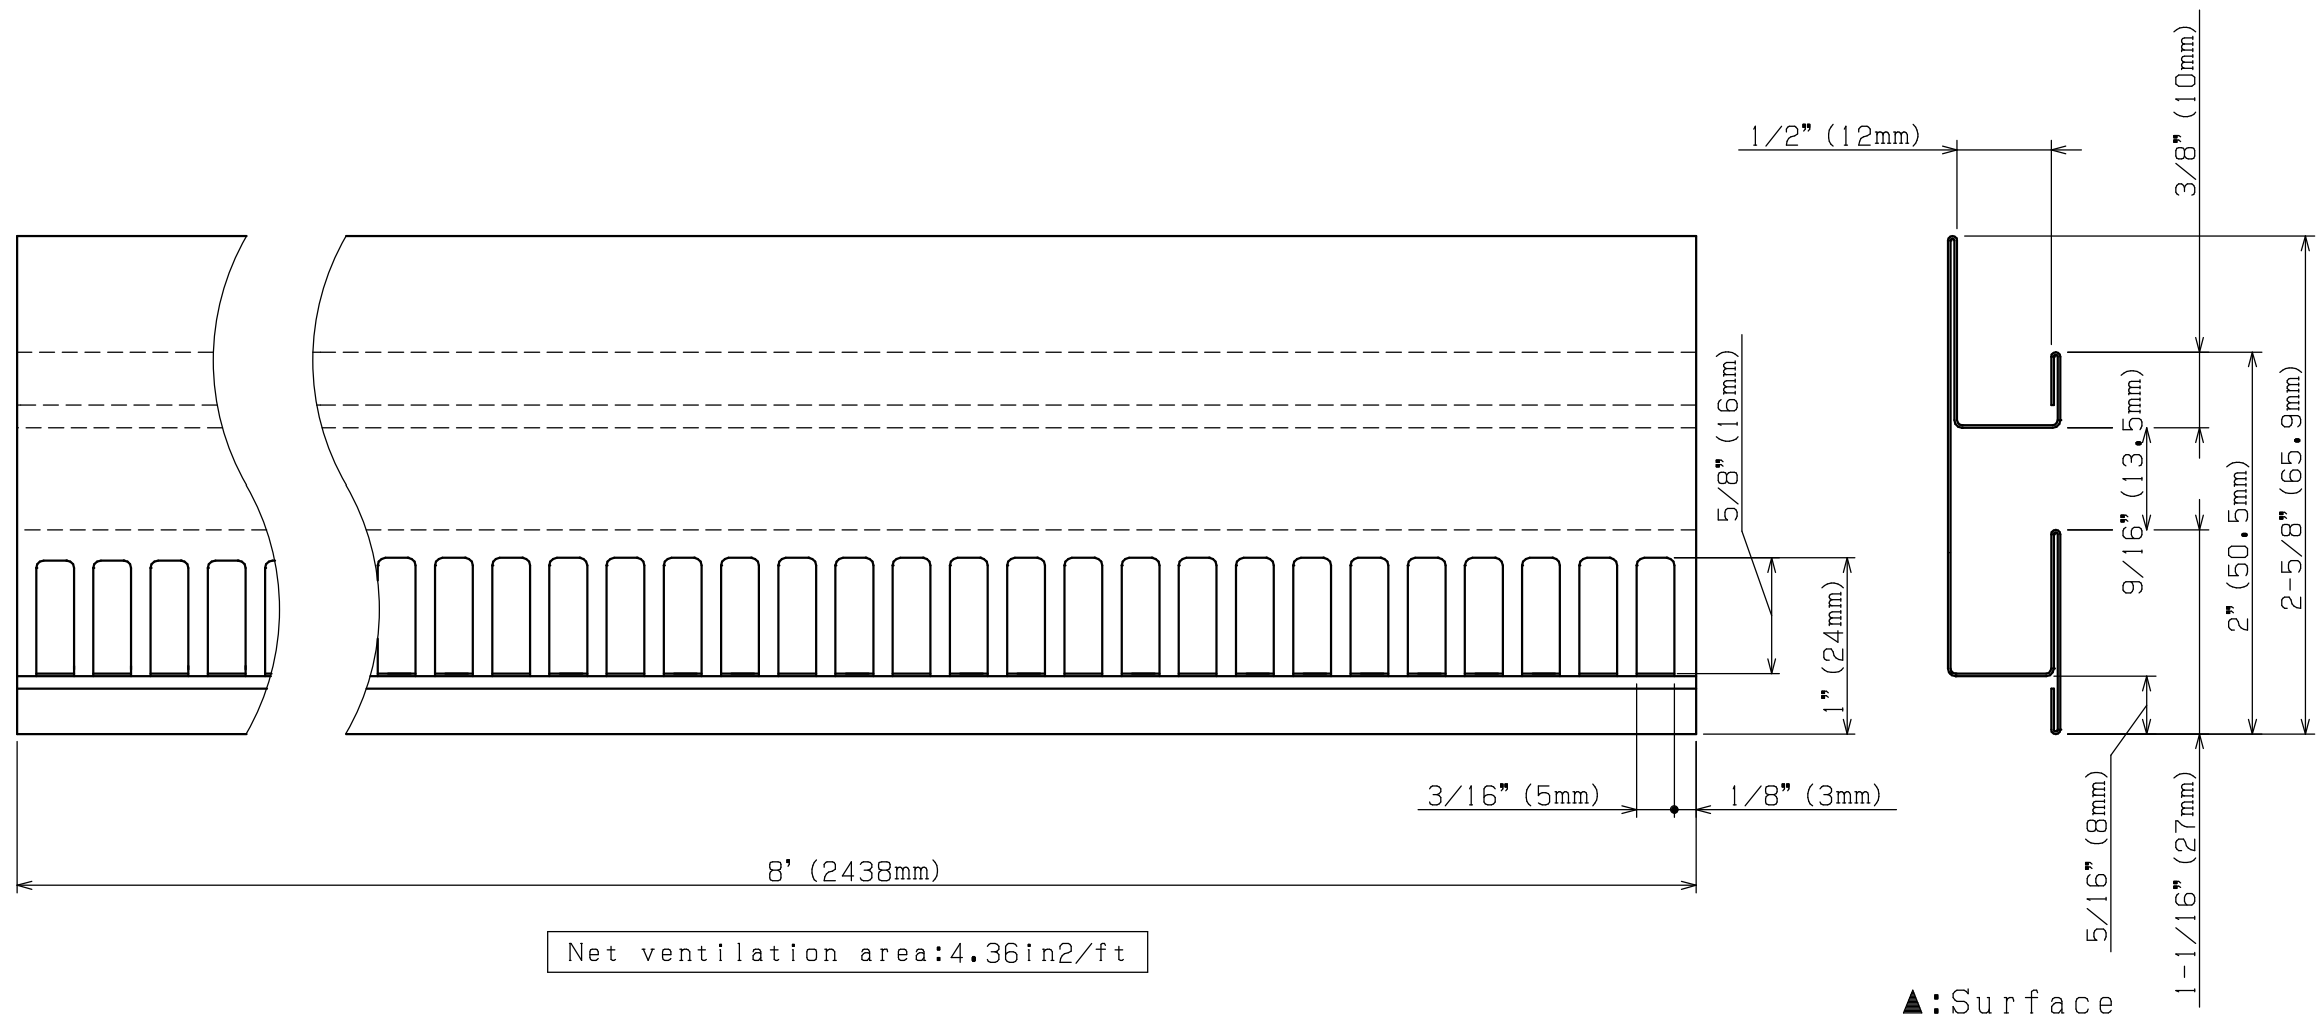 1/2” (12mm)
3/8” (10mm)
5/8” (16mm)
9/16” (13.5mm)
2” (50.5mm)
2-5/8” (65.9mm)
1” (24mm)
3/16” (5mm)
1/8” (3mm)
5/16” (8mm)
1-1/16” (27mm)
8’ (2438mm)
Net ventilation area:4.36in2/ft
▲:Surface